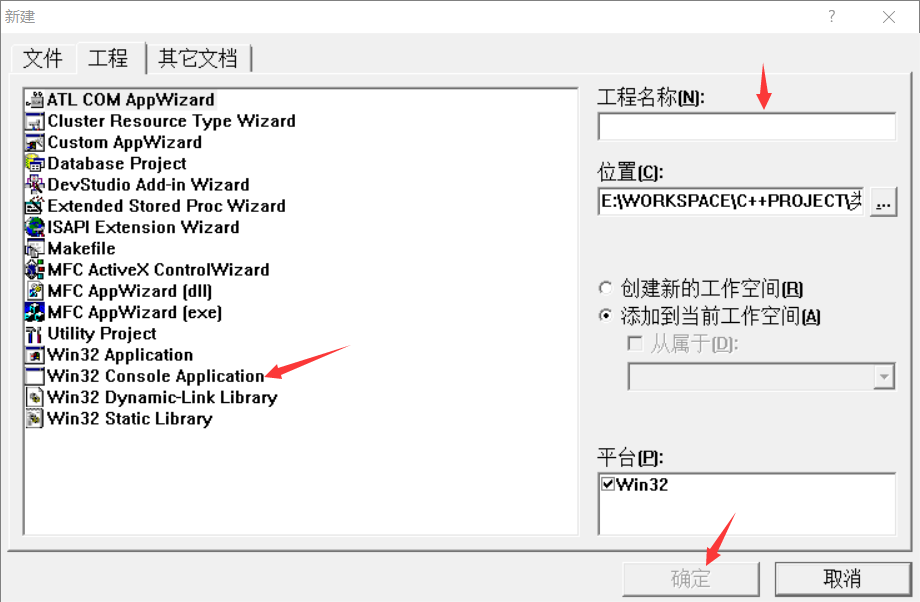 新建
?
文件 工程 其它文档
ATL COM AppWizard
Cluster Resource Type Wizard
Custom AppWizard
Database Project
DevStudio Add-in Wizard
Extended Stored Proc Wizard
ISAPI Extension Wizard
Makefile
MFC ActiveX ControlWizard
MFC AppWizard (dll)
MFC AppWizard (exe)
Utility Project
Win32 Application
Win32 Console Application
Win32 Dynamic-Link Library
Win32 Static Library
工程名称(N):
位置(C):
E:\WORKSPACE\C++PROJECT\
...
创建新的工作空间(R)
添加到当前工作空间(A)
从属于(D):
平台(P):
Win32
确定 取消